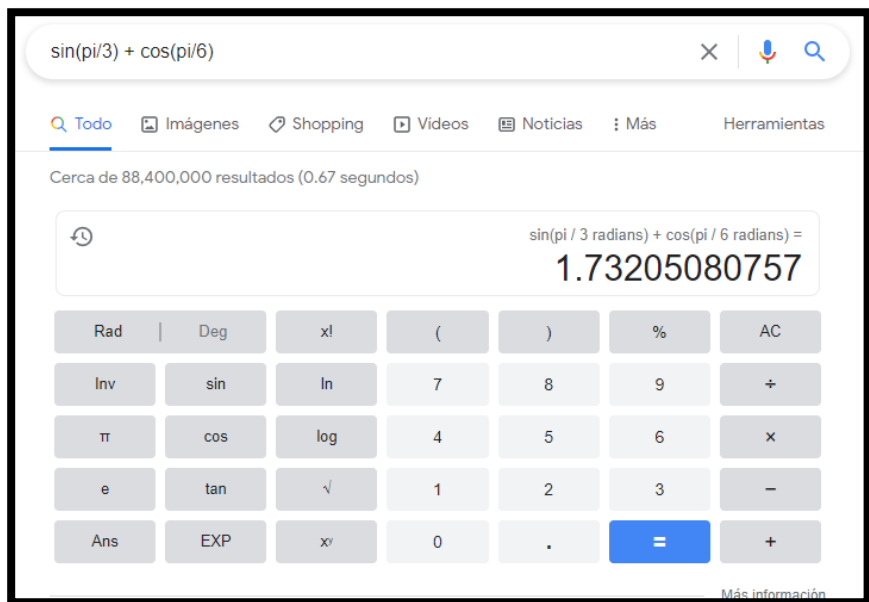 sin(pi/3) + cos(pi/6)
Todo Imágenes Shopping Videos Noticias Más Herramientas
Cerca de 88,400,000 resultados (0.67 segundos)
sin(pi / 3 radians) + cos(pi / 6 radians) =
1.73205080757
Rad | Deg x! ( ) % AC
Inv sin ln 7 8 9 ÷
π cos log 4 5 6 ×
e tan √ 1 2 3 −
Ans EXP xʸ 0 . = +
Más información